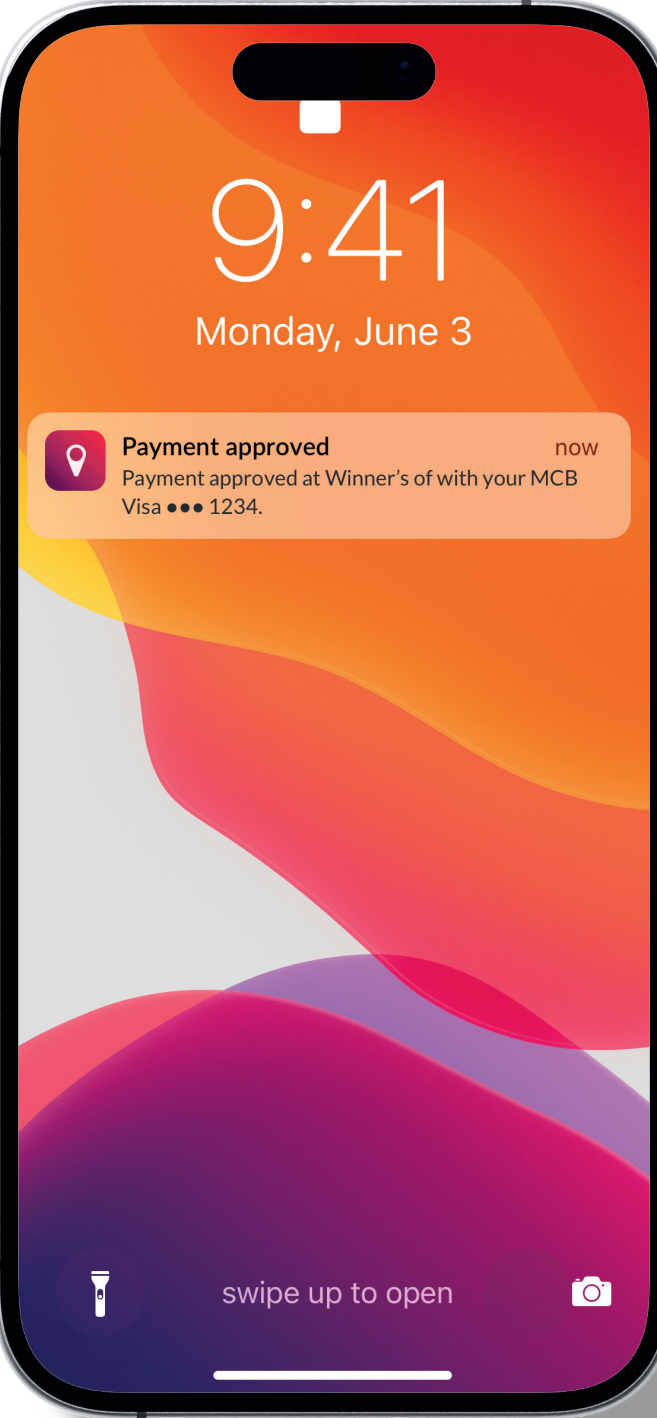 9:41
Monday, June 3
Payment approved
now
Payment approved at Winner’s of with your MCB
Visa ●●● 1234.
swipe up to open